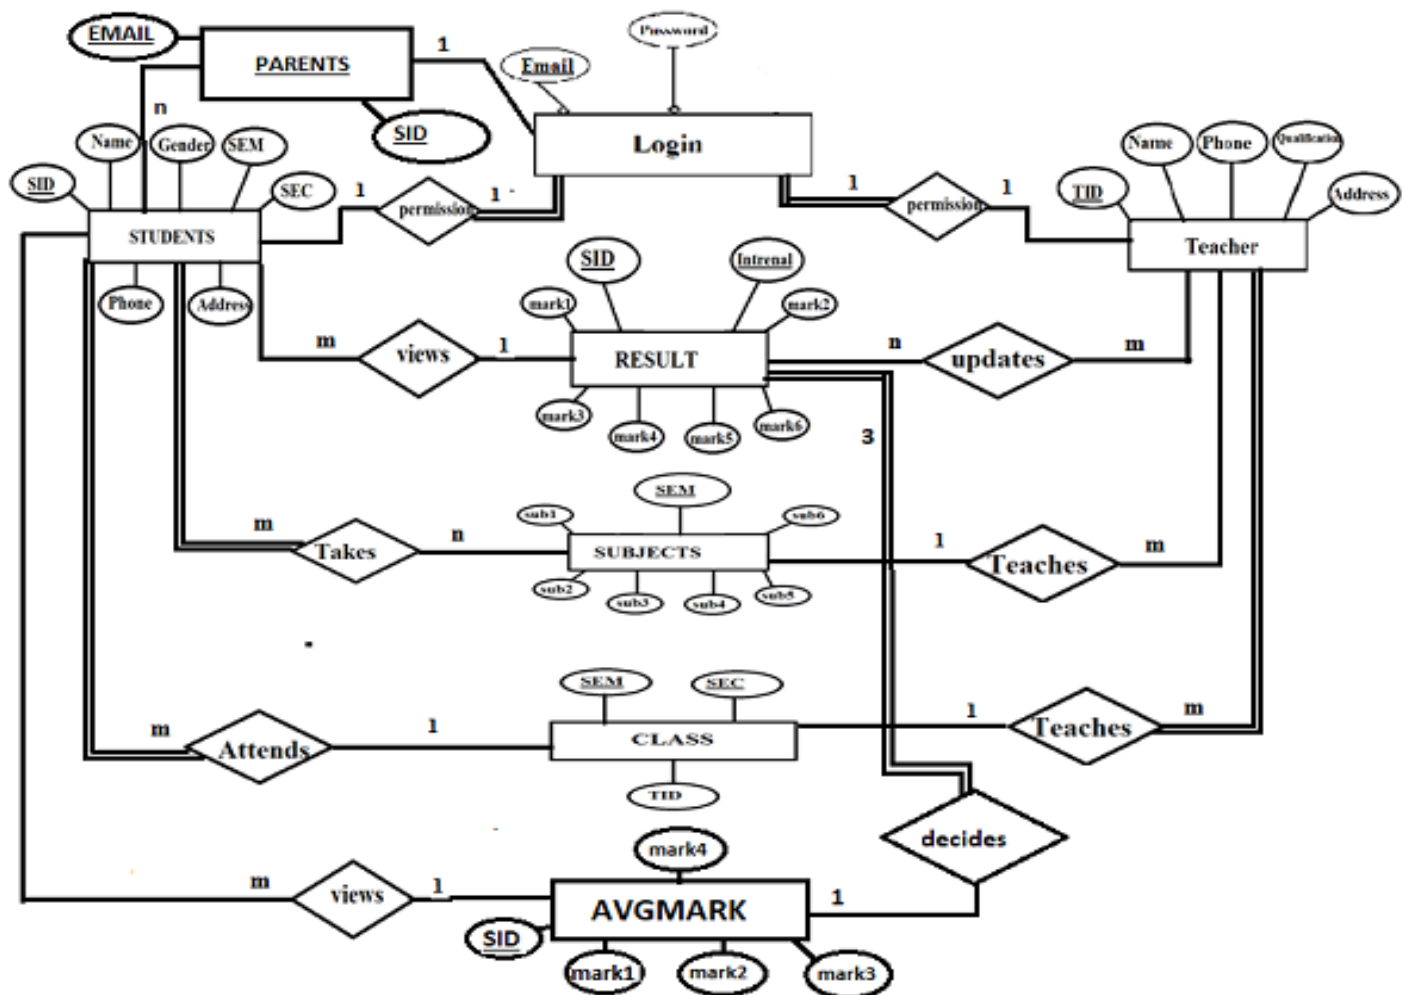 EMAIL
PARENTS
1
Password
Email
n
SID
Login
Name
Gender
SEM
SID
SEC
STUDENTS
Phone
Address
1
permission
1
1
permission
1
Name
Phone
Qualification
TID
Address
Teacher
SID
Intrenal
mark1
mark2
m
views
1
RESULT
n
updates
m
mark3
mark4
mark5
mark6
3
SEM
sub1
sub6
m
Takes
n
SUBJECTS
1
Teaches
m
sub2
sub3
sub4
sub5
SEM
SEC
m
Attends
1
CLASS
1
Teaches
m
TID
decides
mark4
m
views
1
AVGMARK
1
SID
mark1
mark2
mark3